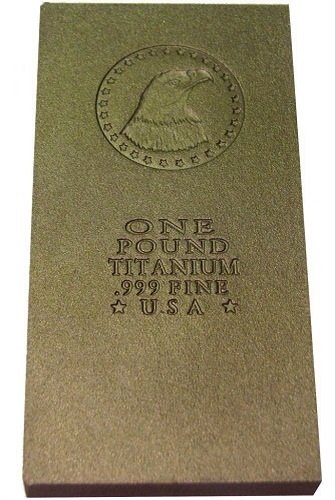 ONE
POUND
TITANIUM
.999 FINE
★ U.S.A ★